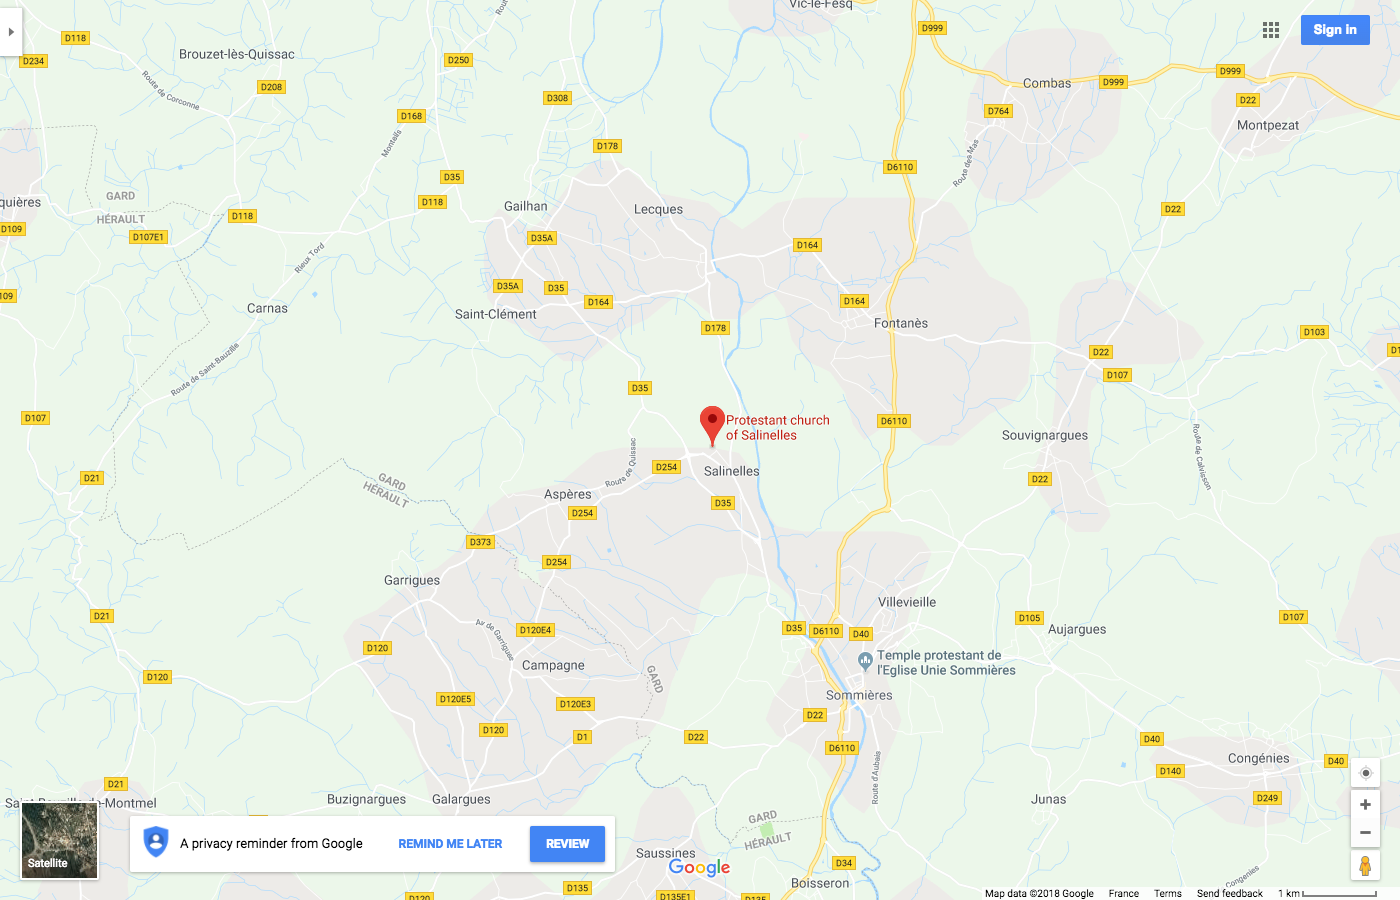 Vic-le-Fesq
D118
D234
Brouzet-lès-Quissac
D250
D999
Sign in
Route de Corconne
D208
D308
Combas
D999
D999
D22
Montpezat
D168
Montells
D764
D178
D6110
Route des Mas
D35
D118
GARD
HÉRAULT
quières
D109
D118
D107E1
Gailhan
Lecques
D22
D35A
D164
Rieux Tord
109
Carnas
D35A
D35
D164
Saint-Clément
D164
Fontanès
D178
D103
D22
D107
Route de Saint-Bauzille
D35
D107
Protestant church
of Salinelles
D6110
Souvignargues
Route de Calvisson
D254
Salinelles
Route de Quissac
D21
GARD
HÉRAULT
Aspères
D254
D35
D22
D373
D254
Garrigues
Villevieille
D21
D120E4
D35
D6110
D40
D105
Aujargues
D107
Av de Garrigues
D120
Campagne
GARD
Temple protestant de
l'Eglise Unie Sommières
D120
D120E5
D120E3
Sommières
D22
D120
D1
D22
D6110
D40
Congénies
D40
D140
Route d'Aubais
D21
D249
Junas
Buzignargues
Galargues
GARD
HÉRAULT
Satellite
A privacy reminder from Google
REMIND ME LATER
REVIEW
Saussines
Google
D34
Boisseron
D120
D135
D135E1
D135
Congenies
Map data ©2018 Google
France
Terms
Send feedback
1 km